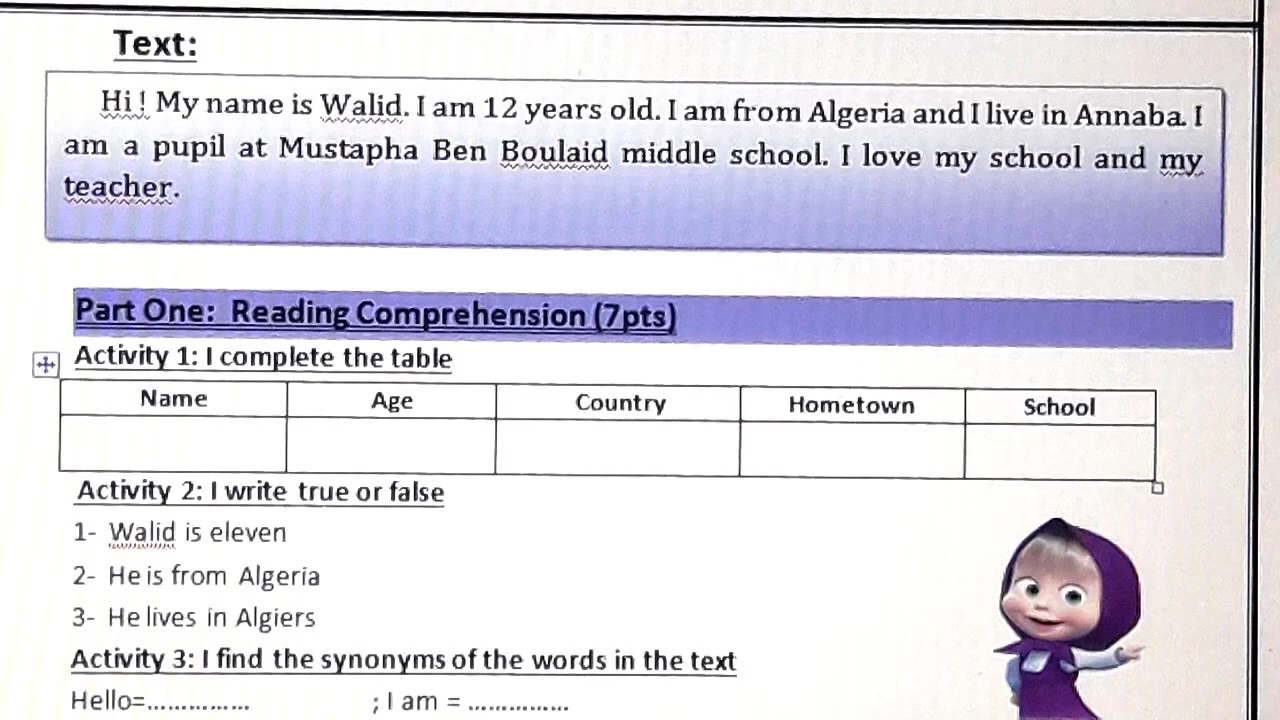 Text:
Hi! My name is Walid. I am 12 years old. I am from Algeria and I live in Annaba. I
am a pupil at Mustapha Ben Boulaid middle school. I love my school and my
teacher.
Part One: Reading Comprehension (7pts)
Activity 1: I complete the table
Name Age Country Hometown School
Activity 2: I write true or false
1- Walid is eleven
2- He is from Algeria
3- He lives in Algiers
Activity 3: I find the synonyms of the words in the text
Hello=............... ; I am = ...............